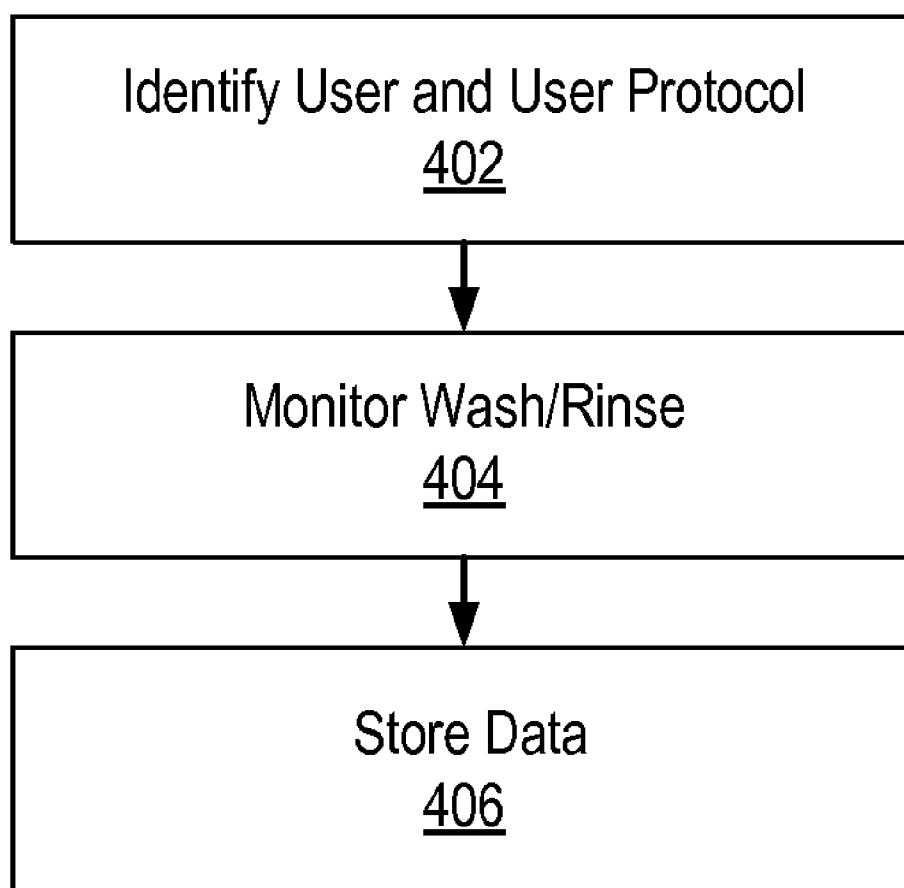 Identify User and User Protocol
402
Monitor Wash/Rinse
404
Store Data
406